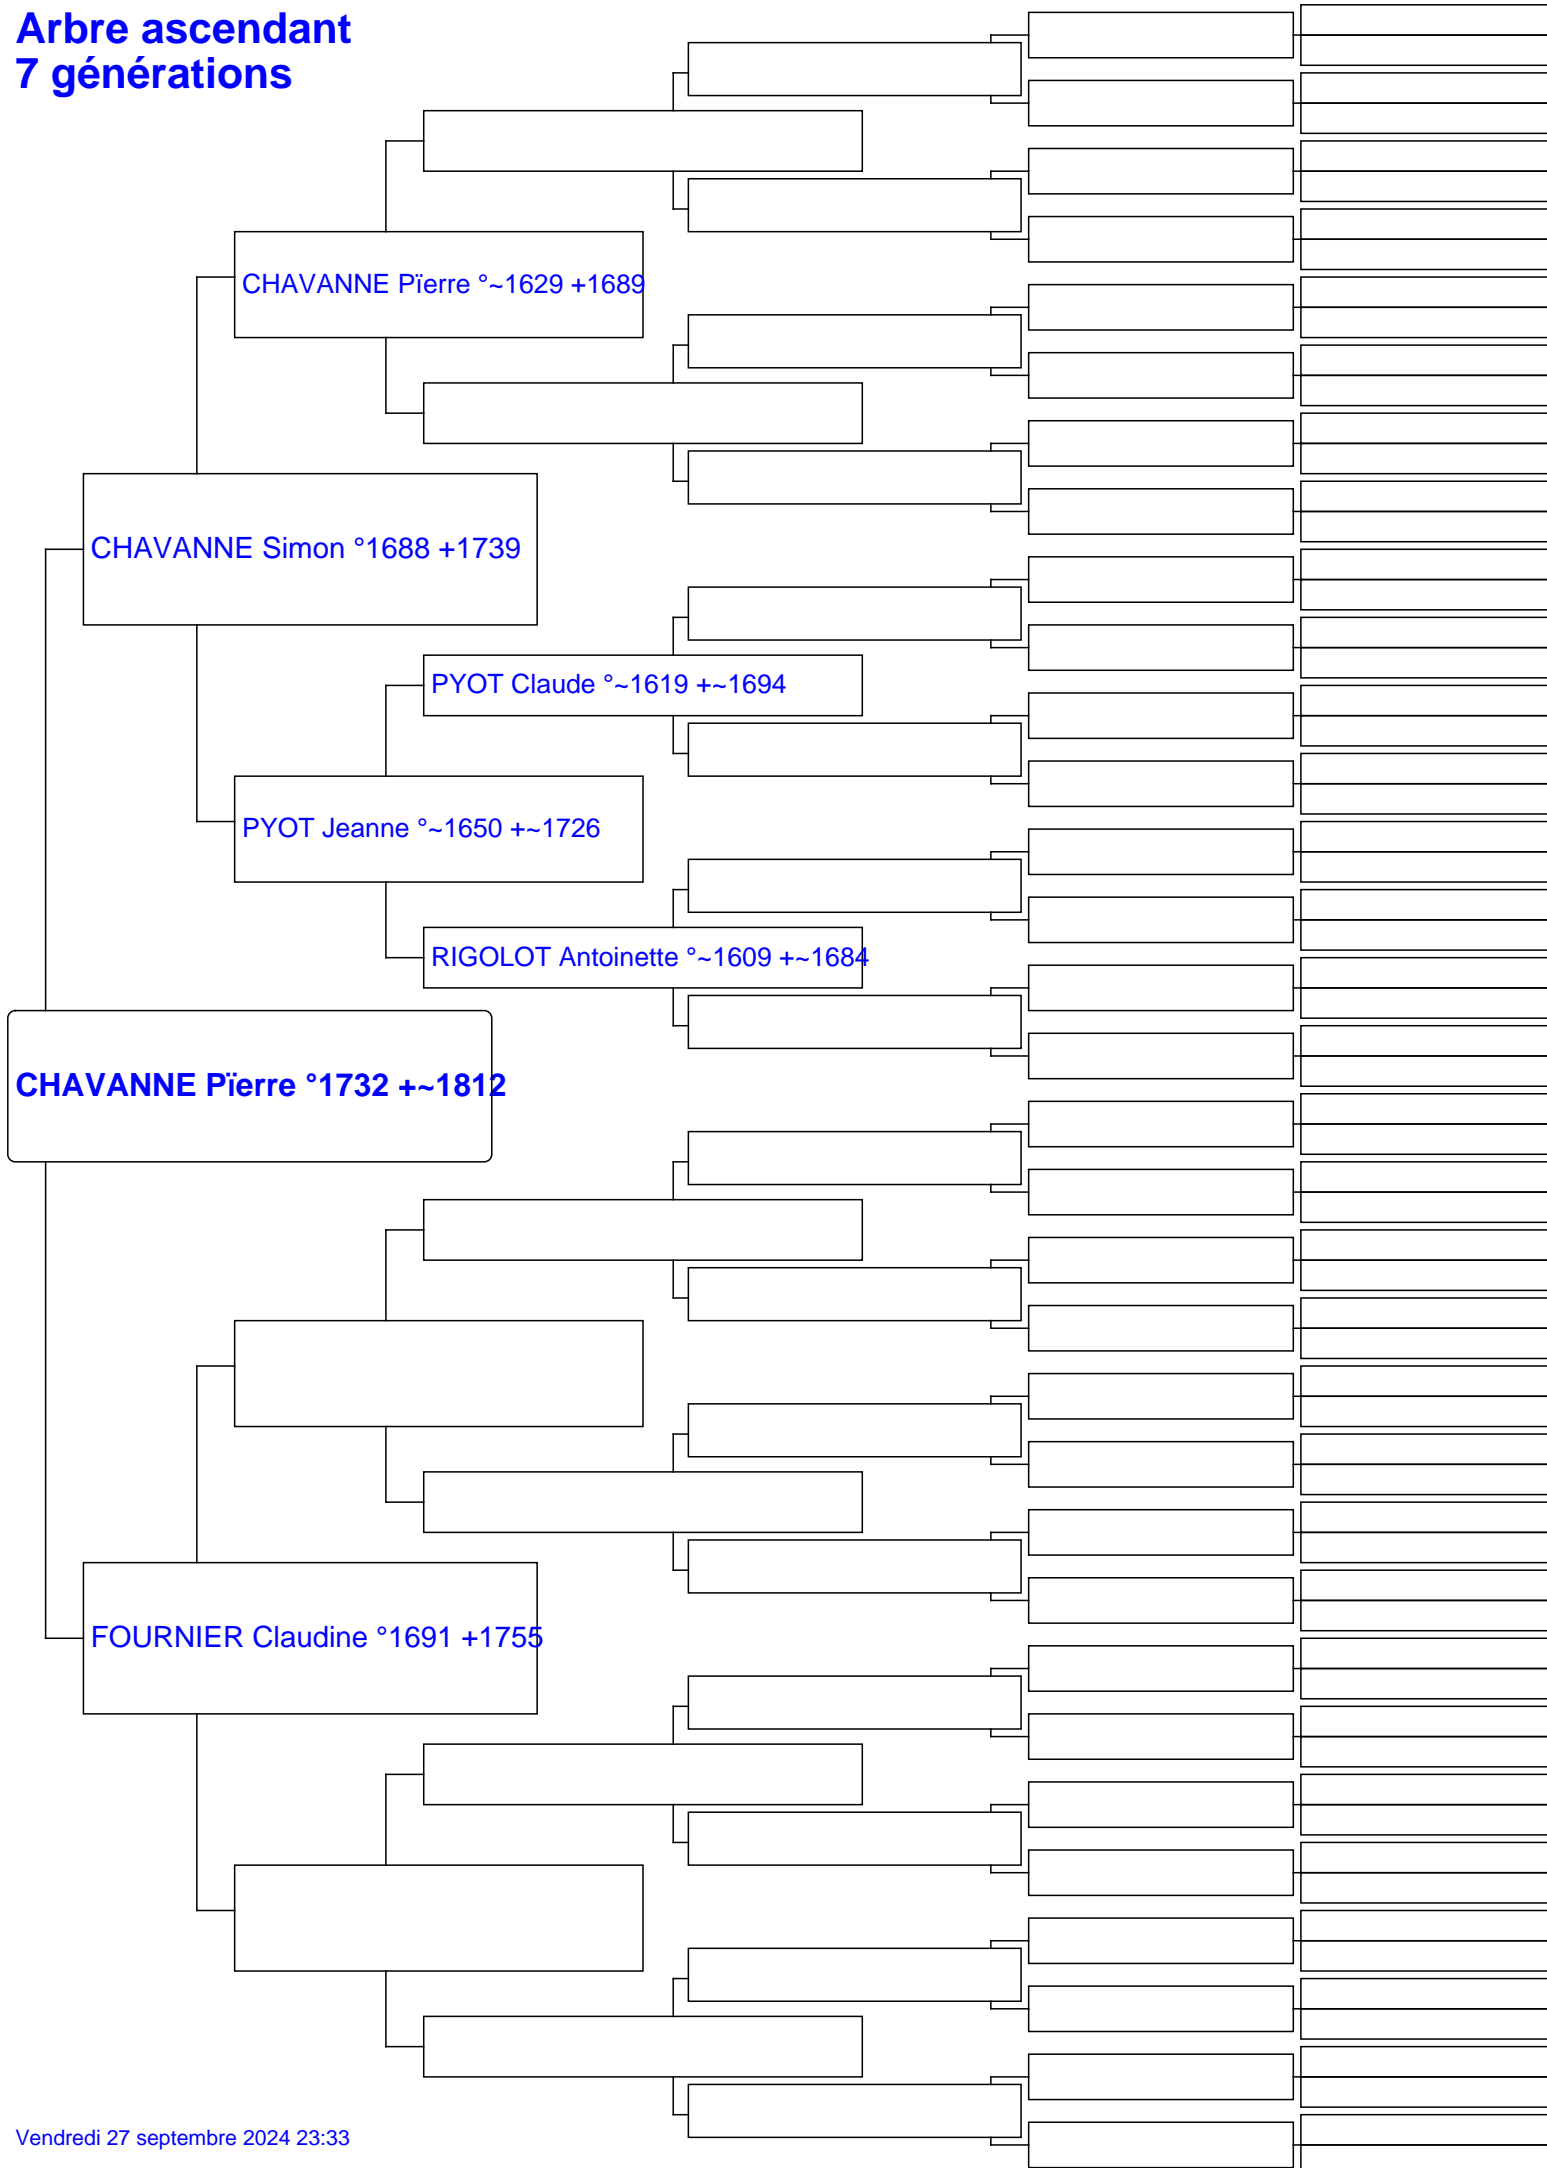 Arbre ascendant
7 générations
CHAVANNE Pïerre °~1629 +1689
CHAVANNE Simon °1688 +1739
PYOT Claude °~1619 +~1694
PYOT Jeanne °~1650 +~1726
RIGOLOT Antoinette °~1609 +~1684
CHAVANNE Pïerre °1732 +~1812
FOURNIER Claudine °1691 +1755
Vendredi 27 septembre 2024 23:33